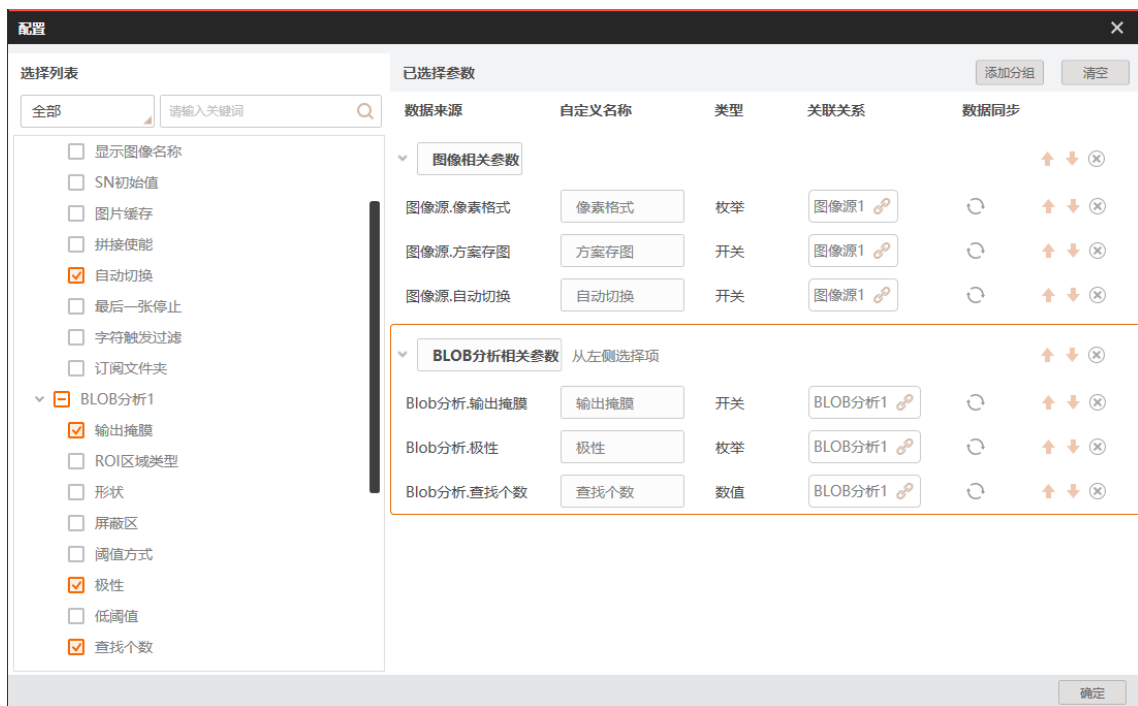 配置
选择列表
全部
请输入关键词
显示图像名称
SN初始值
图片缓存
拼接使能
自动切换
最后一张停止
字符触发过滤
订阅文件夹
BLOB分析1
输出掩膜
ROI区域类型
形状
屏蔽区
阈值方式
极性
低阈值
查找个数
已选择参数
添加分组
清空
数据来源 自定义名称 类型 关联关系 数据同步
图像相关参数
图像源.像素格式 像素格式 枚举 图像源1
图像源.方案存图 方案存图 开关 图像源1
图像源.自动切换 自动切换 开关 图像源1
BLOB分析相关参数 从左侧选择项
Blob分析.输出掩膜 输出掩膜 开关 BLOB分析1
Blob分析.极性 极性 枚举 BLOB分析1
Blob分析.查找个数 查找个数 数值 BLOB分析1
确定